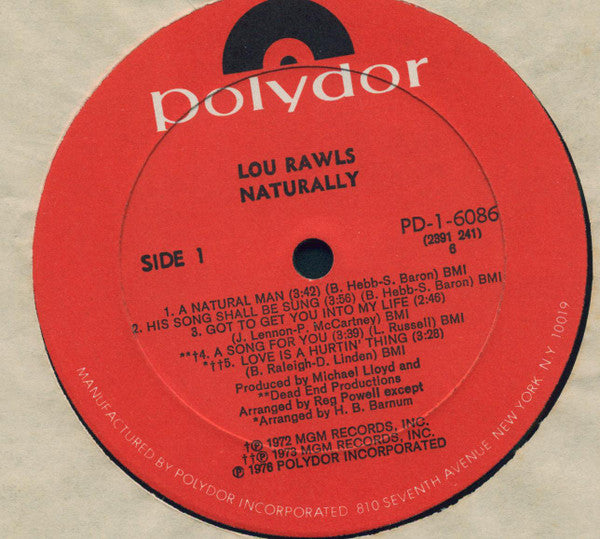 polydor
LOU RAWLS
NATURALLY
SIDE 1
PD-1-6086
(2391 241)
6
1. A NATURAL MAN (3:42) (B. Hebb-S. Baron) BMI
2. HIS SONG SHALL BE SUNG (3:56) (B. Hebb-S. Baron) BMI
3. GOT TO GET YOU INTO MY LIFE (2:46)
(J. Lennon-P. McCartney) BMI
**†4. A SONG FOR YOU (3:39) (L. Russell) BMI
*††5. LOVE IS A HURTIN' THING (3:28)
(B. Raleigh-D. Linden) BMI
Produced by Michael Lloyd and
**Dead End Productions
Arranged by Reg Powell except
*Arranged by H. B. Barnum
†Ⓟ 1972 MGM RECORDS, INC.
††Ⓟ 1973 MGM RECORDS, INC.
Ⓟ 1976 POLYDOR INCORPORATED
MANUFACTURED BY POLYDOR INCORPORATED. 810 SEVENTH AVENUE, NEW YORK, N.Y. 10019